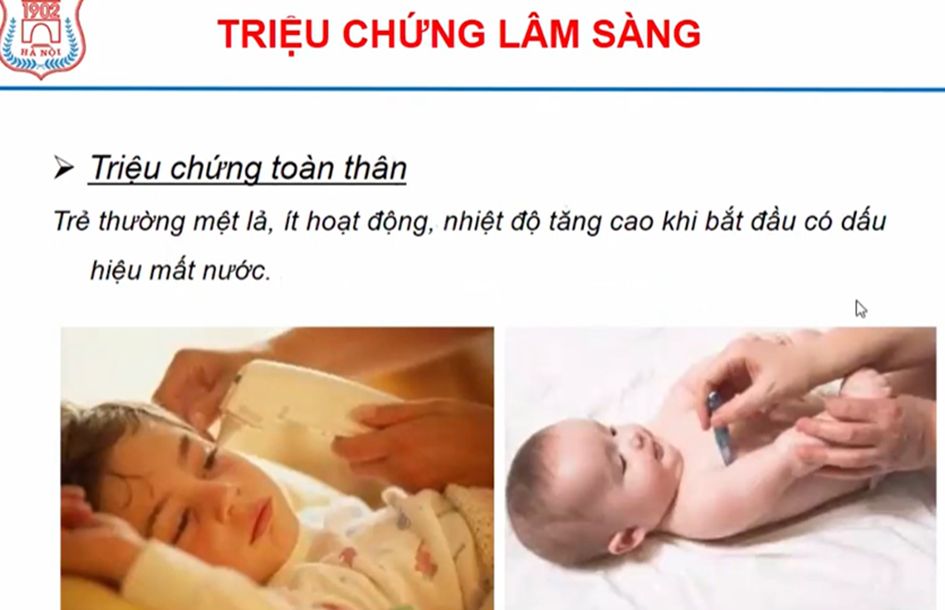 1902
HÀ NỘI
TRIỆU CHỨNG LÂM SÀNG
Triệu chứng toàn thân
Trẻ thường mệt lả, ít hoạt động, nhiệt độ tăng cao khi bắt đầu có dấu
hiệu mất nước.